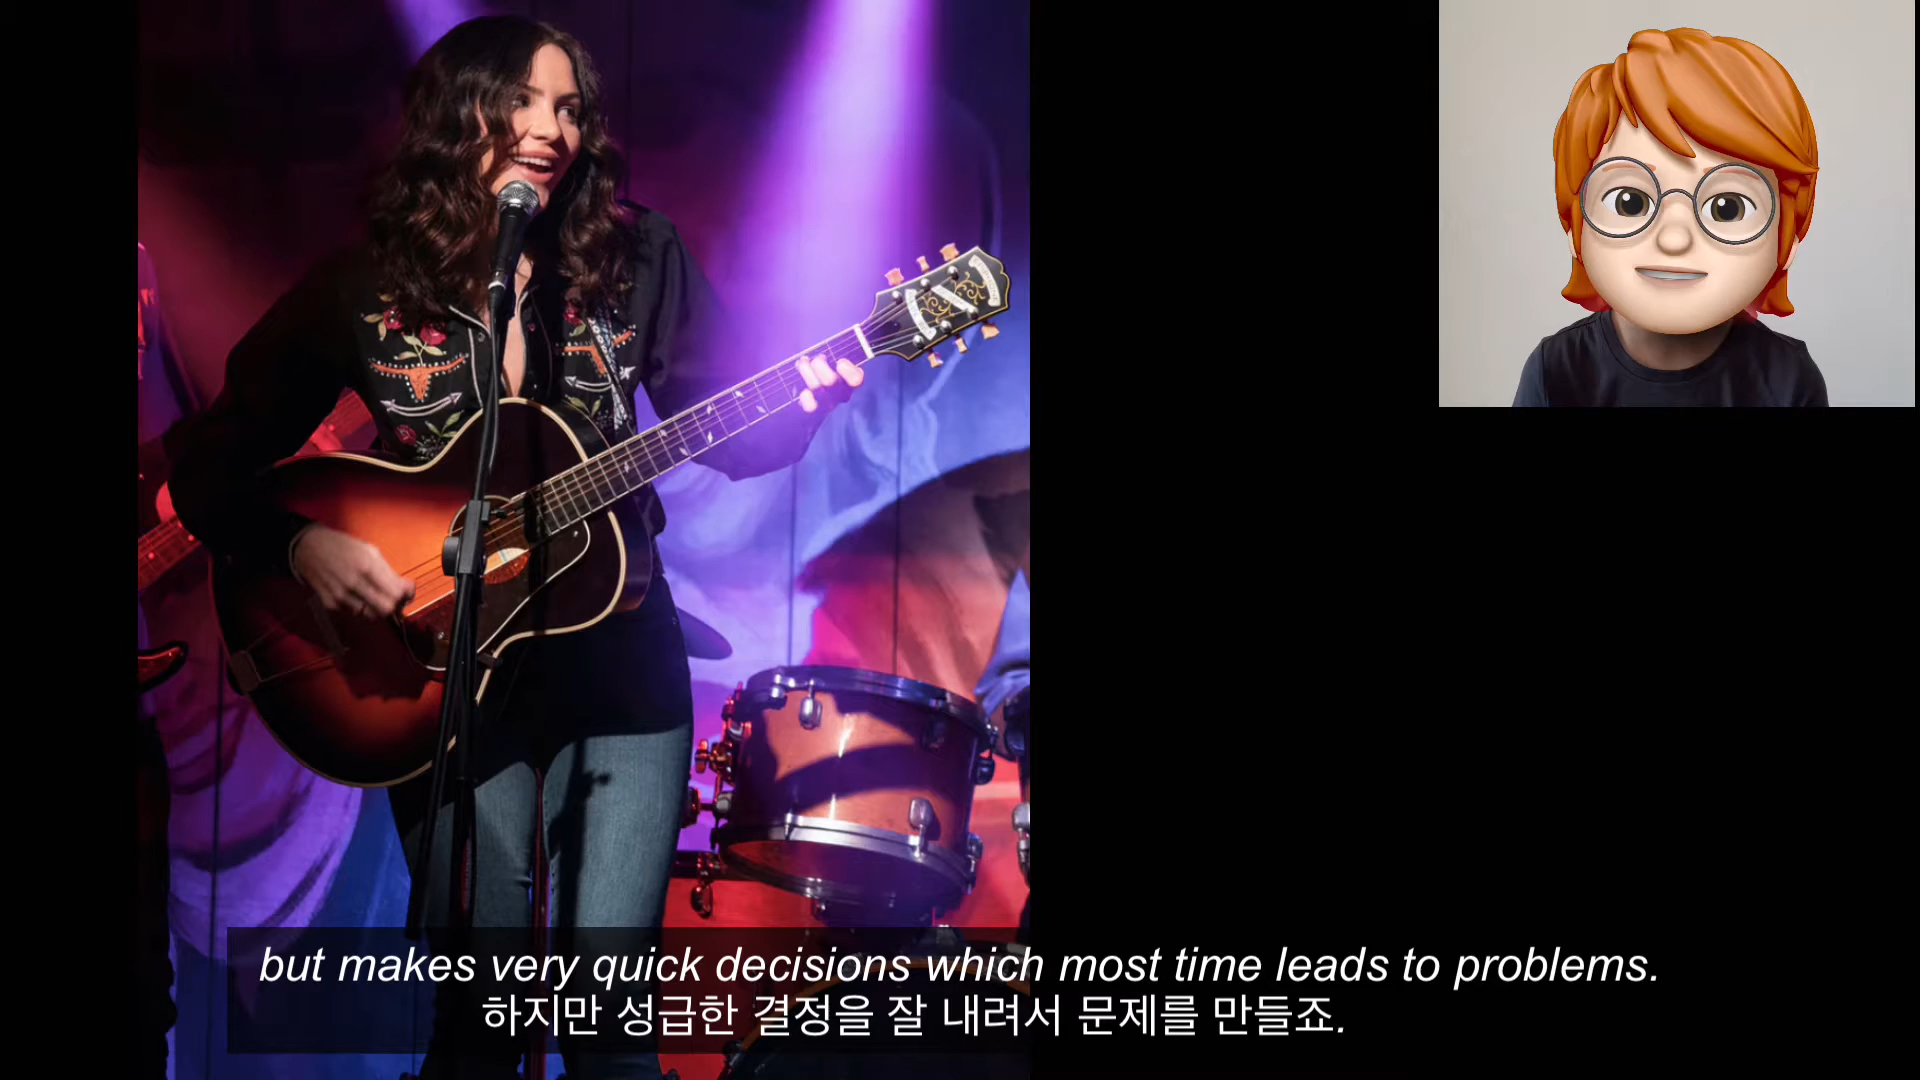 but makes very quick decisions which most time leads to problems.
하지만 성급한 결정을 잘 내려서 문제를 만들죠.